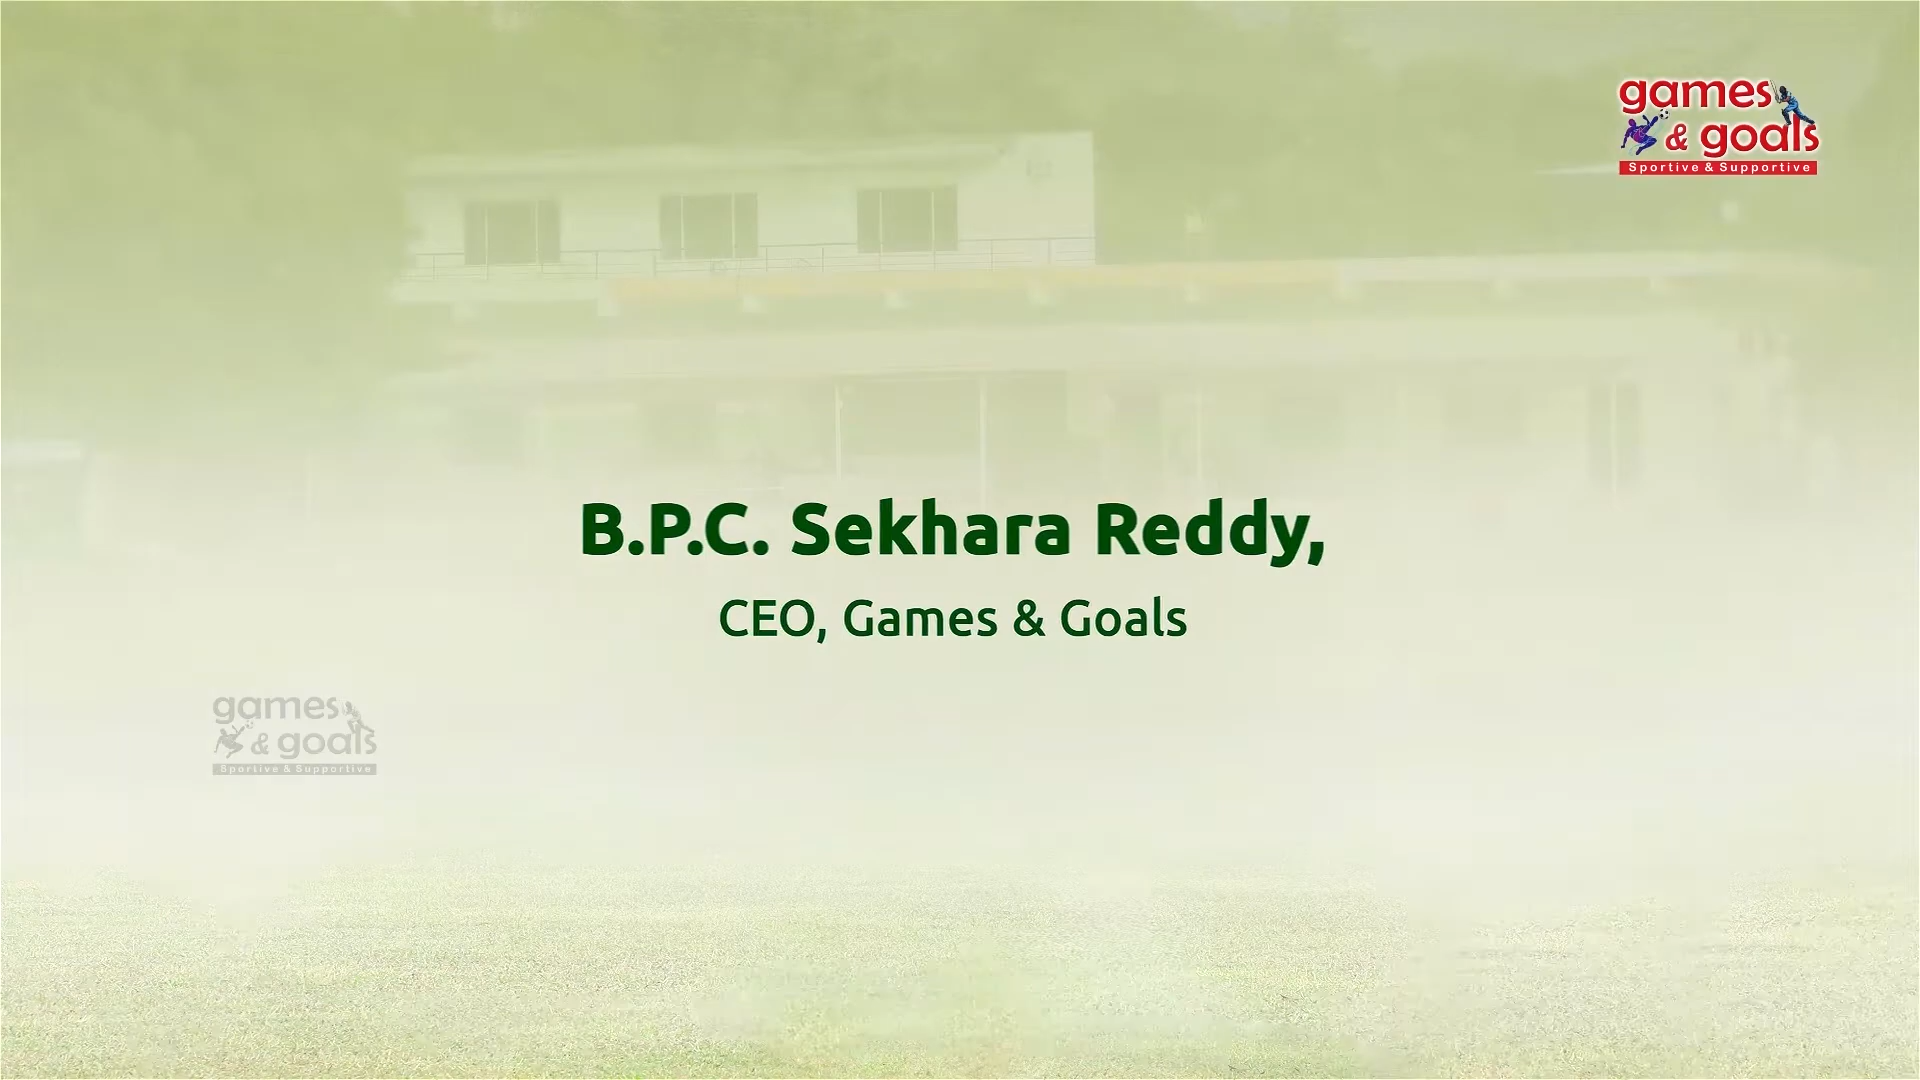 games
& goals
Sportive & Supportive
B.P.C. Sekhara Reddy,
CEO, Games & Goals
games
& goals
Sportive & Supportive